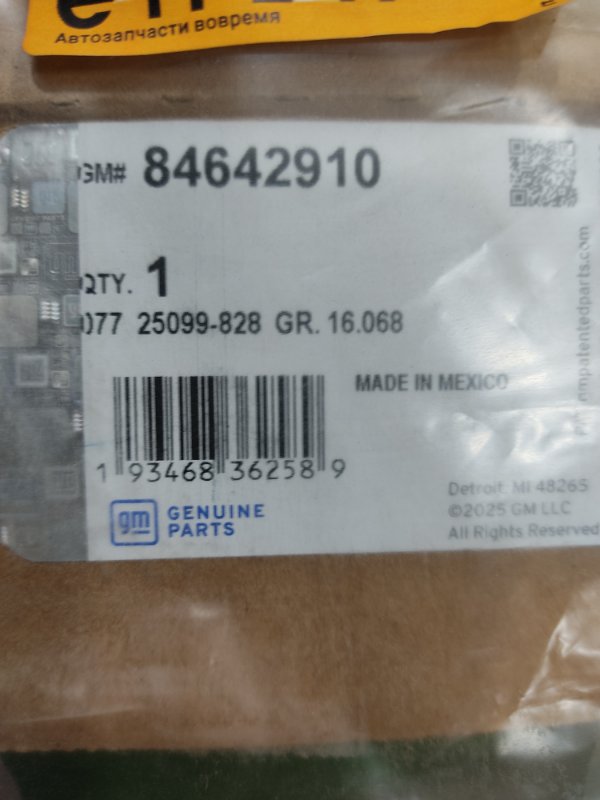 Автозапчасти вовремя
GM# 84642910
QTY. 1
077 25099-828 GR. 16.068
MADE IN MEXICO
1 93468 36258 9
gm GENUINE
PARTS
Detroit, MI 48265
©2025 GM LLC
All Rights Reserved